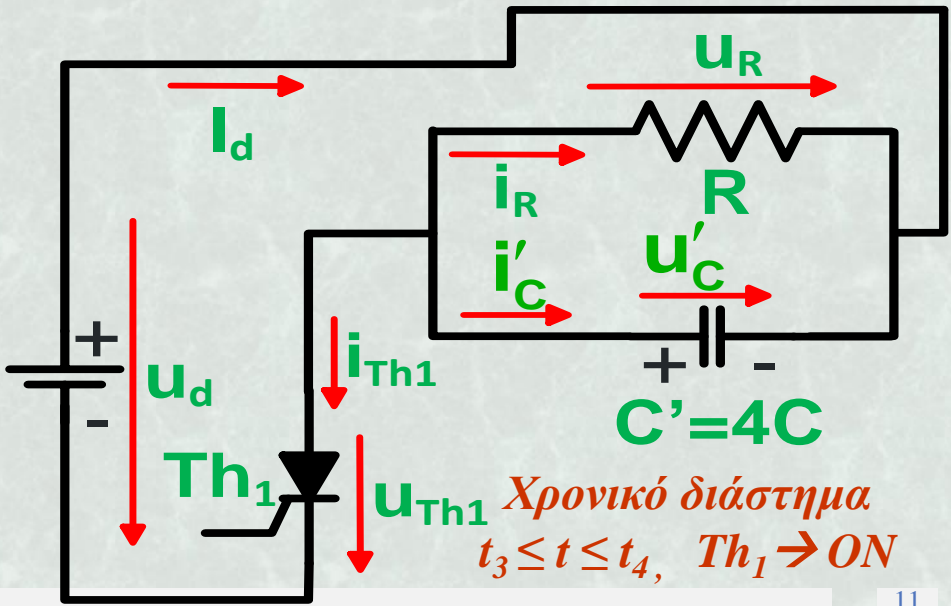 u_R
I_d
i_R
R
i'_C
u'_C
+
-
+
-
u_d
i_Th1
C'=4C
Th_1
u_Th1
Χρονικό διάστημα
t_3 ≤ t ≤ t_4 , Th_1 → ON
11